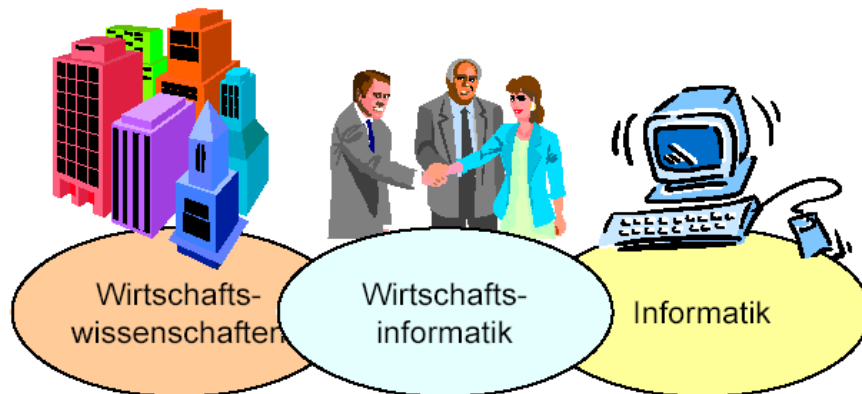 Wirtschafts-
wissenschaften
Wirtschafts-
informatik
Informatik